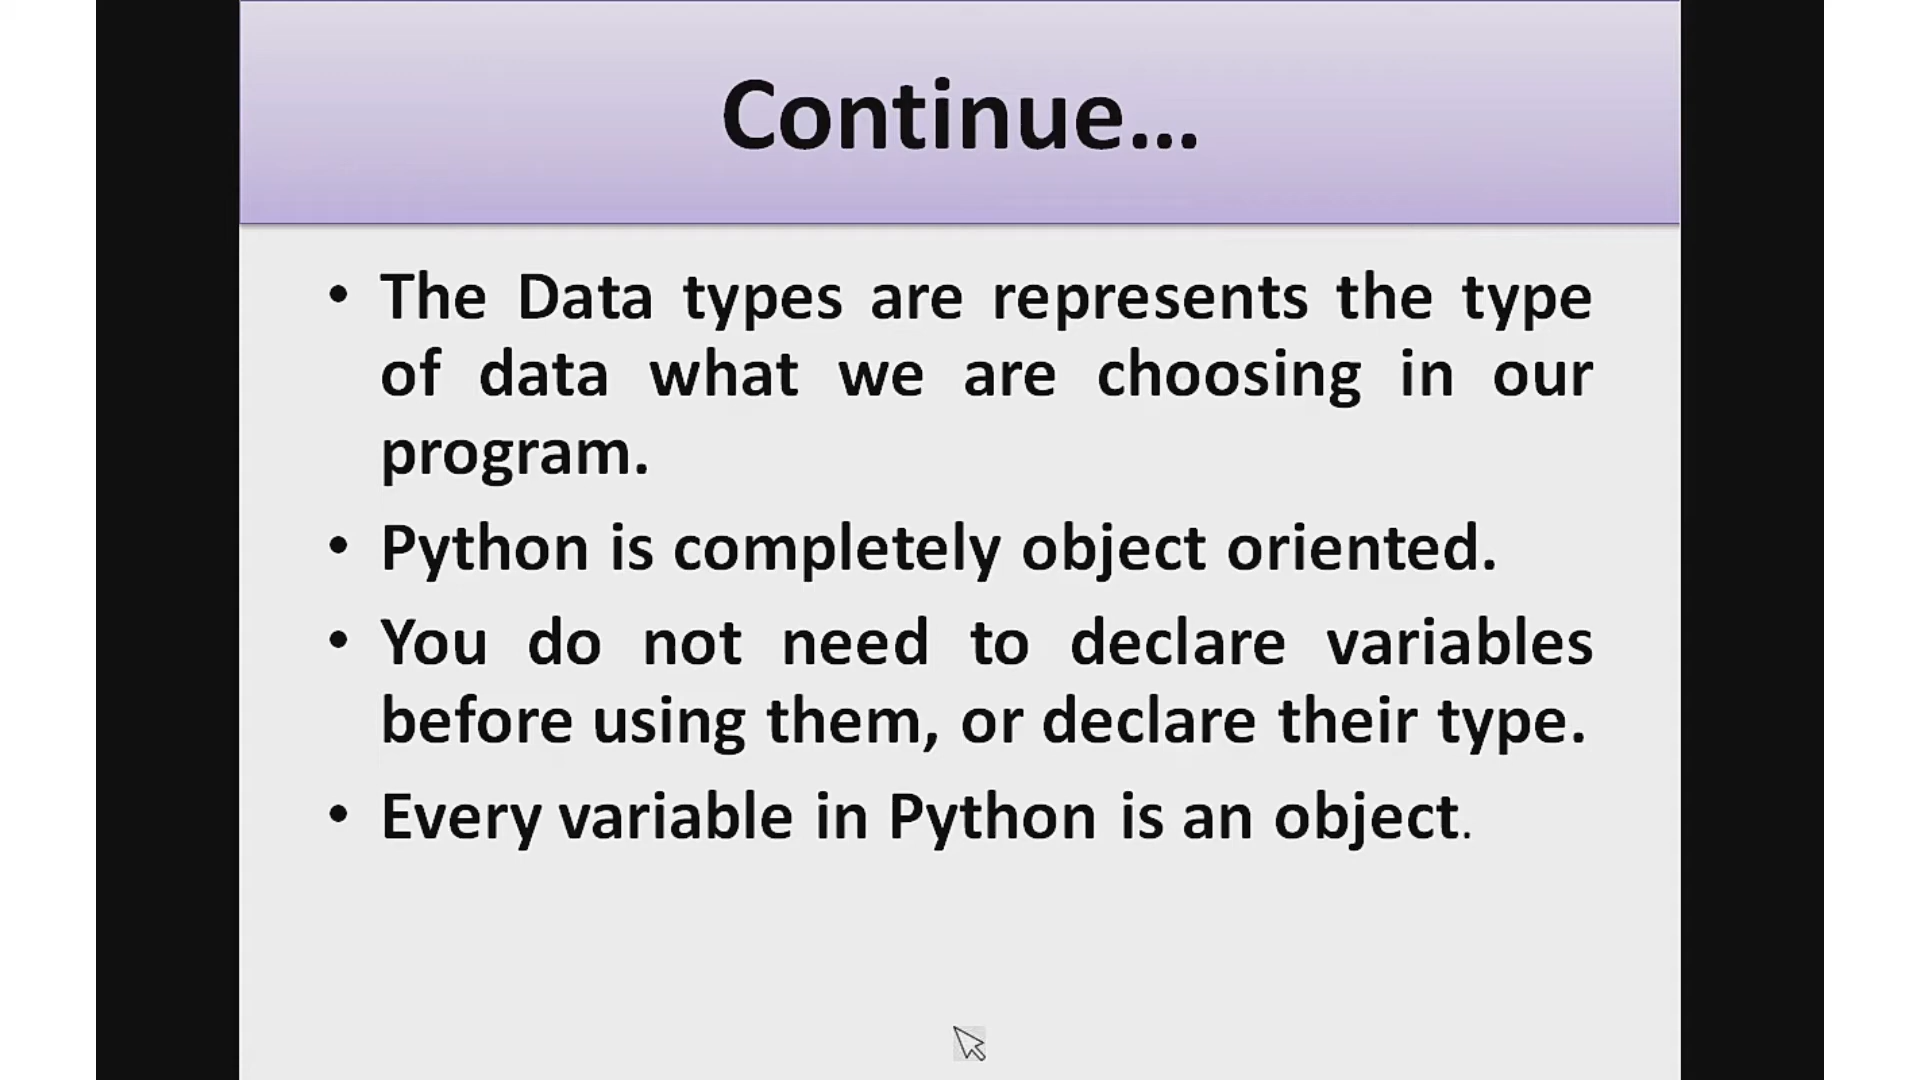 Continue...
• The Data types are represents the type
of data what we are choosing in our
program.
• Python is completely object oriented.
• You do not need to declare variables
before using them, or declare their type.
• Every variable in Python is an object.